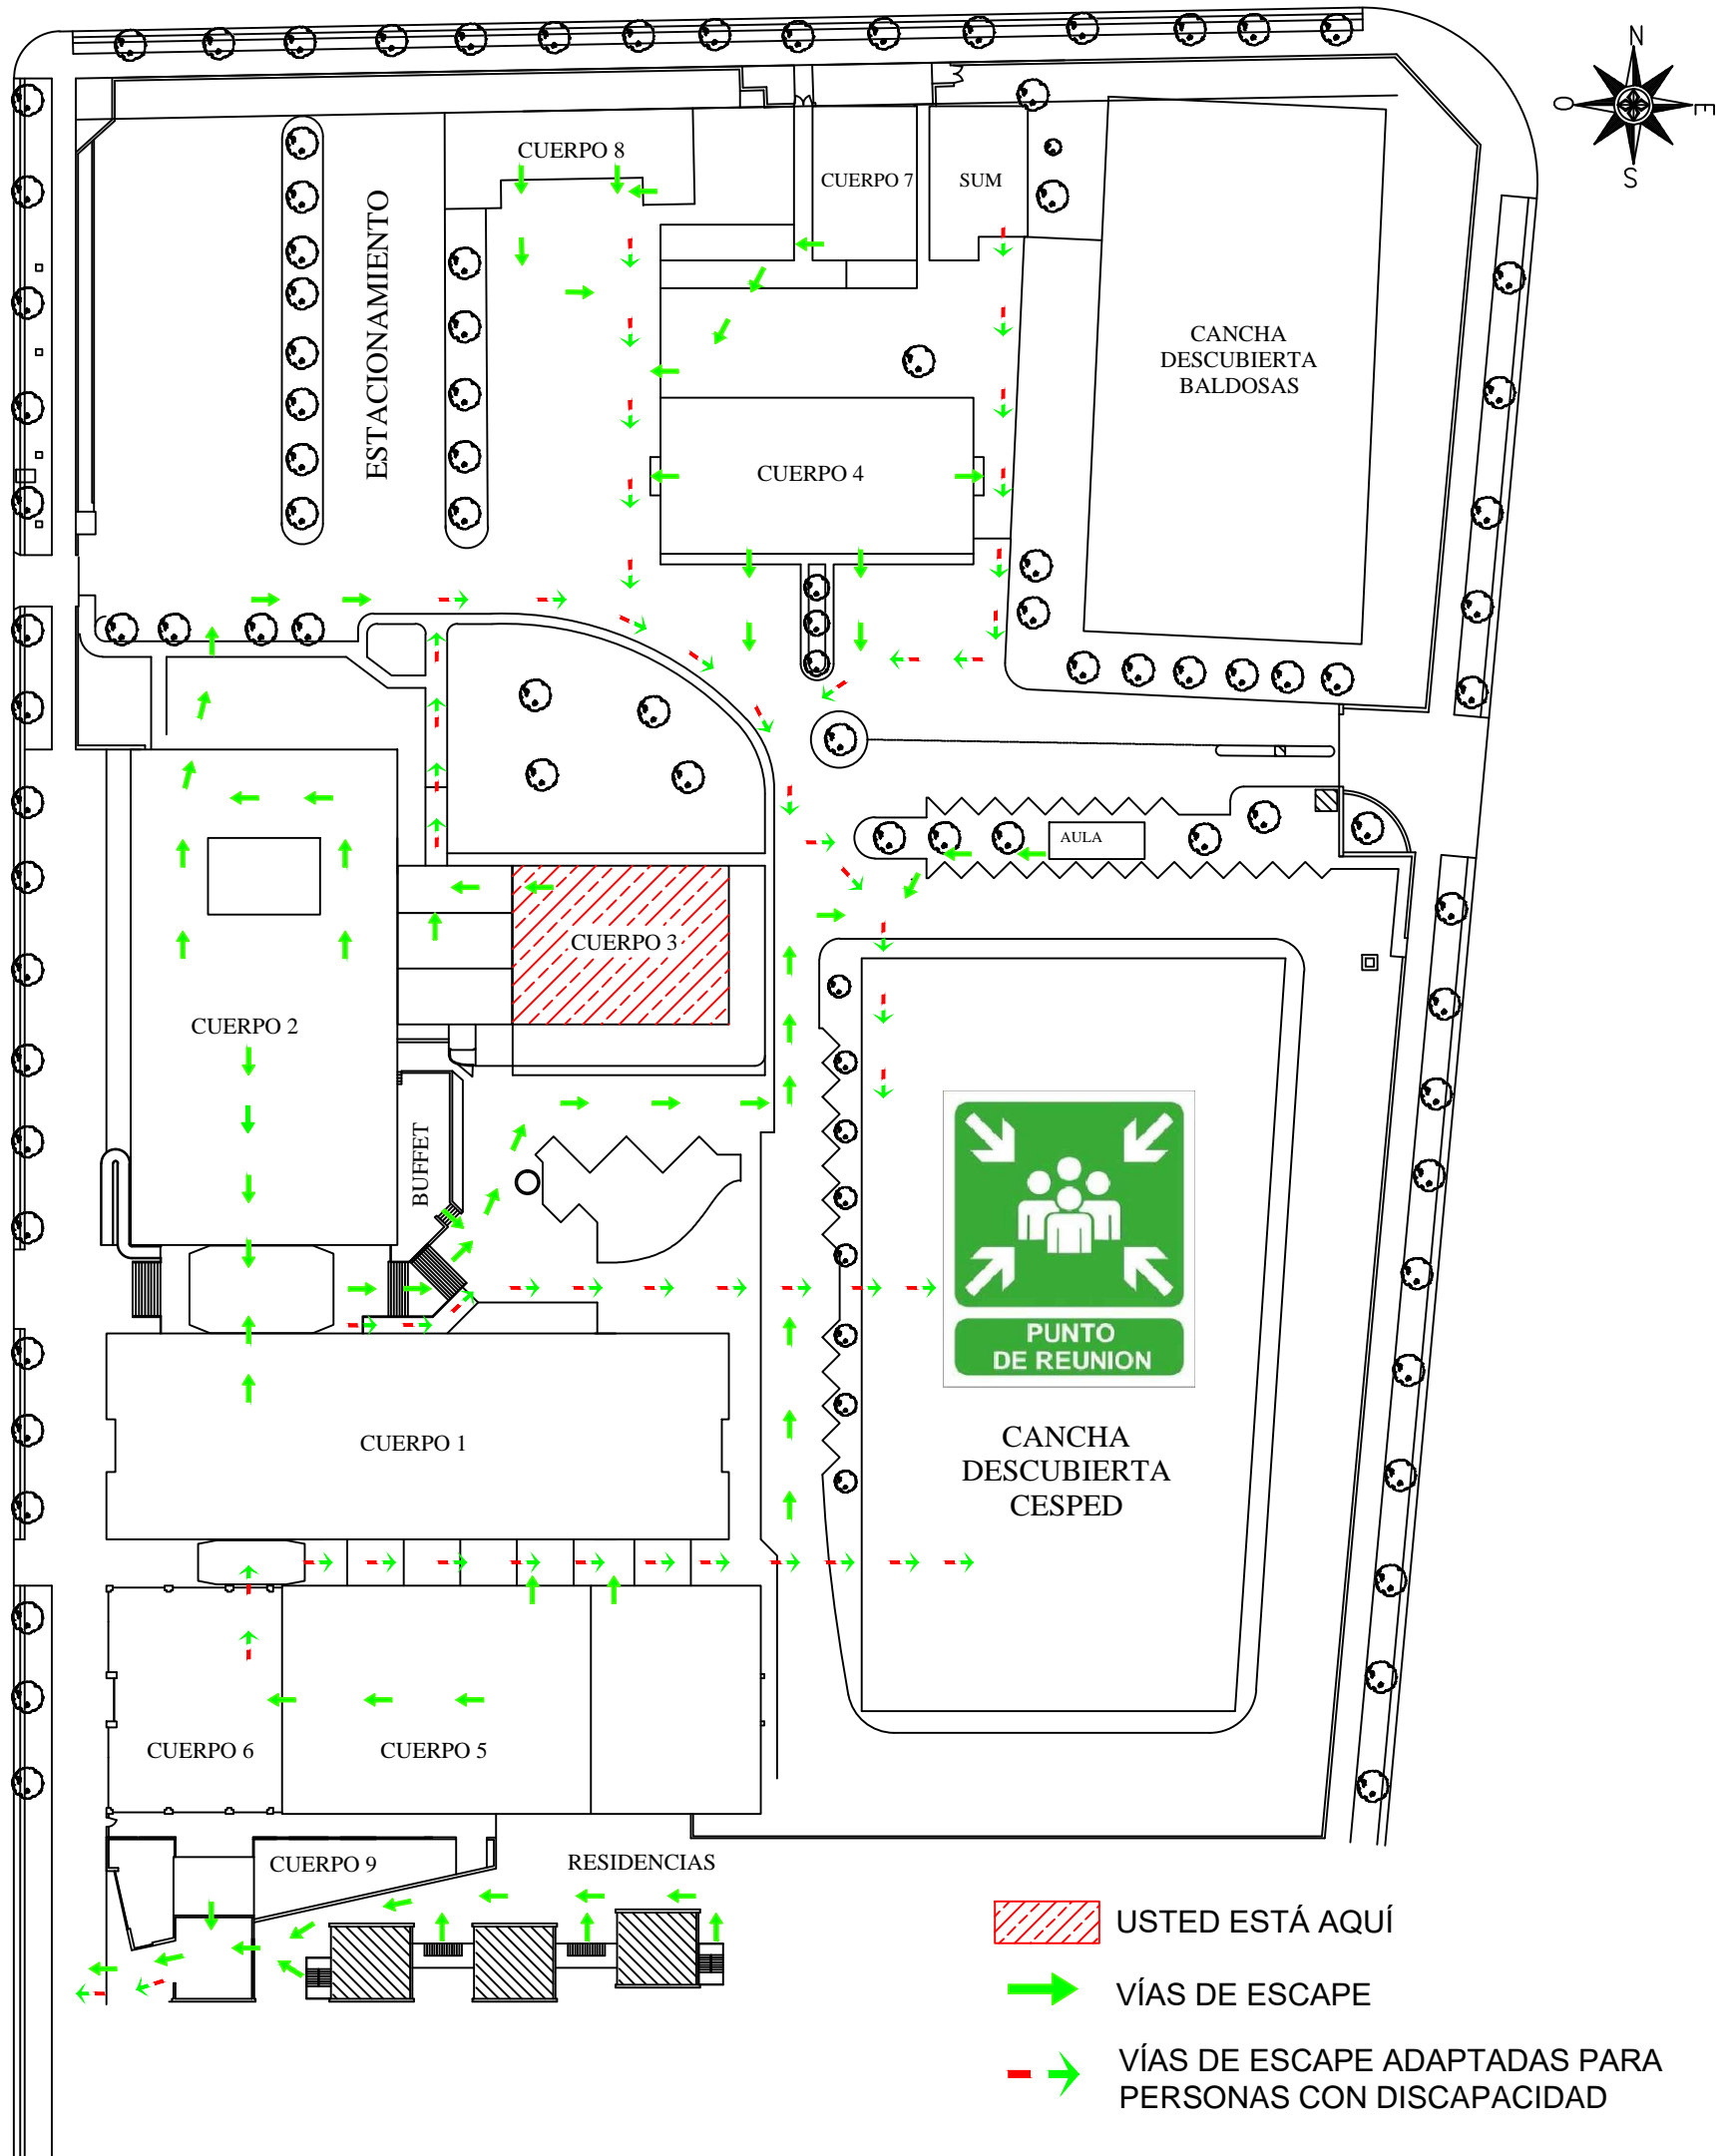 N
O
E
S
CUERPO 8
CUERPO 7
SUM
ESTACIONAMIENTO
CANCHA
DESCUBIERTA
BALDOSAS
CUERPO 4
AULA
CUERPO 3
CUERPO 2
BUFFET
PUNTO
DE REUNION
CANCHA
DESCUBIERTA
CESPED
CUERPO 1
CUERPO 6
CUERPO 5
CUERPO 9
RESIDENCIAS
USTED ESTÁ AQUÍ
VÍAS DE ESCAPE
VÍAS DE ESCAPE ADAPTADAS PARA
PERSONAS CON DISCAPACIDAD